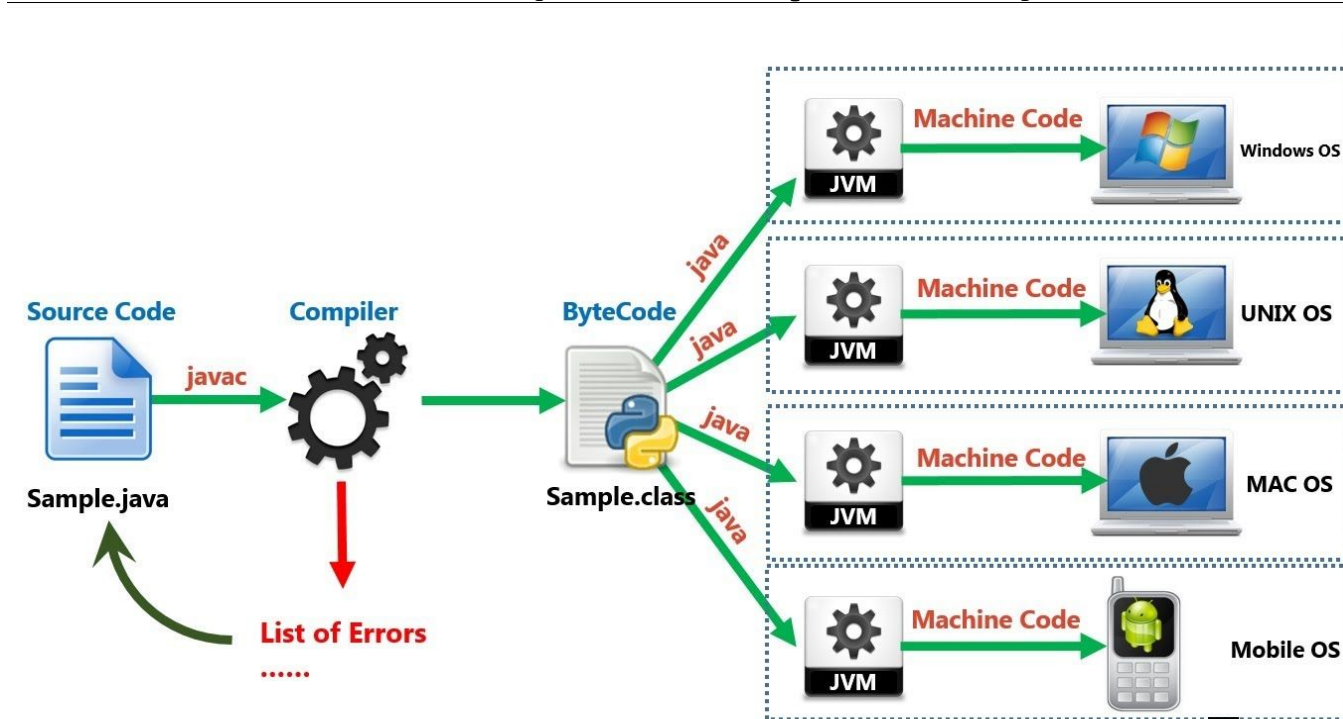 Machine Code
JVM
Windows OS
java
Machine Code
JVM
UNIX OS
java
Source Code
Compiler
ByteCode
javac
Sample.java
Sample.class
java
Machine Code
JVM
MAC OS
java
List of Errors
......
Machine Code
JVM
Mobile OS